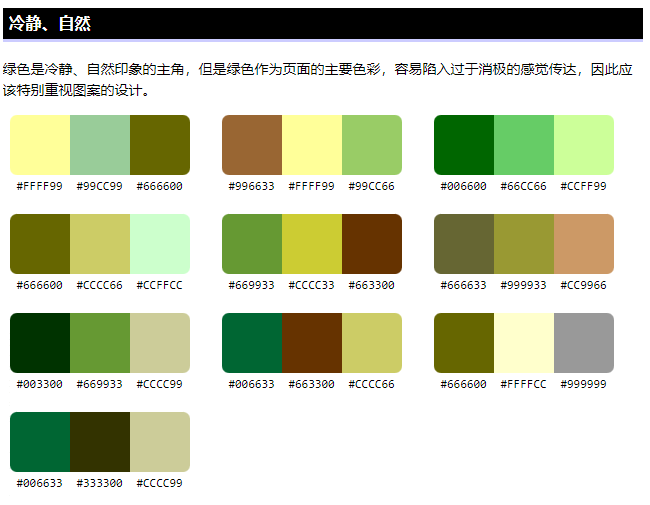 冷静、自然
绿色是冷静、自然印象的主角，但是绿色作为页面的主要色彩，容易陷入过于消极的感觉传达，因此应
该特别重视图案的设计。
#FFFF99 #99CC99 #666600 #996633 #FFFF99 #99CC66 #006600 #66CC66 #CCFF99
#666600 #CCCC66 #CCFFCC #669933 #CCCC33 #663300 #666633 #999933 #CC9966
#003300 #669933 #CCCC99 #006633 #663300 #CCCC66 #666600 #FFFFCC #999999
#006633 #333300 #CCCC99